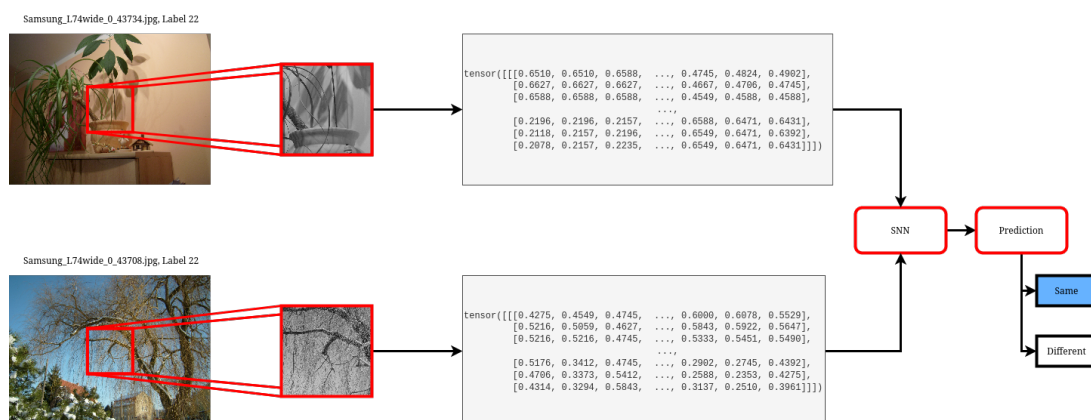 Samsung_L74wide_0_43734.jpg, Label 22
tensor([[[0.6510, 0.6510, 0.6588,  ..., 0.4745, 0.4824, 0.4902],
[0.6627, 0.6627, 0.6627,  ..., 0.4667, 0.4706, 0.4745],
[0.6588, 0.6588, 0.6588,  ..., 0.4549, 0.4588, 0.4588],
...,
[0.2196, 0.2196, 0.2157,  ..., 0.6588, 0.6471, 0.6431],
[0.2118, 0.2157, 0.2196,  ..., 0.6549, 0.6471, 0.6392],
[0.2078, 0.2157, 0.2235,  ..., 0.6549, 0.6471, 0.6431]]])
SNN
Prediction
Same
Different
Samsung_L74wide_0_43708.jpg, Label 22
tensor([[[0.4275, 0.4549, 0.4745,  ..., 0.6000, 0.6078, 0.5529],
[0.5216, 0.5059, 0.4627,  ..., 0.5843, 0.5922, 0.5647],
[0.5216, 0.5216, 0.4745,  ..., 0.5333, 0.5451, 0.5490],
...,
[0.5176, 0.3412, 0.4745,  ..., 0.2902, 0.2745, 0.4392],
[0.4706, 0.3373, 0.5412,  ..., 0.2588, 0.2353, 0.4275],
[0.4314, 0.3294, 0.5843,  ..., 0.3137, 0.2510, 0.3961]]])